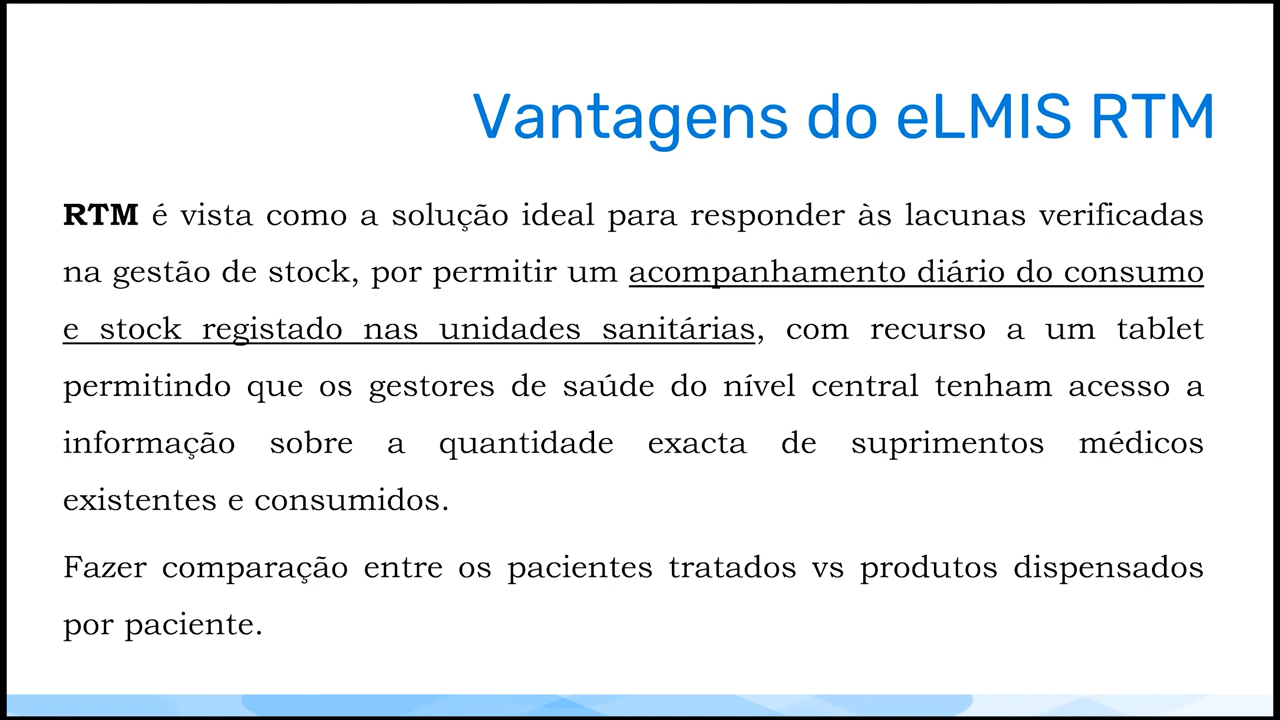 Vantagens do eLMIS RTM
RTM é vista como a solução ideal para responder às lacunas verificadas
na gestão de stock, por permitir um acompanhamento diário do consumo
e stock registado nas unidades sanitárias, com recurso a um tablet
permitindo que os gestores de saúde do nível central tenham acesso a
informação sobre a quantidade exacta de suprimentos médicos
existentes e consumidos.
Fazer comparação entre os pacientes tratados vs produtos dispensados
por paciente.